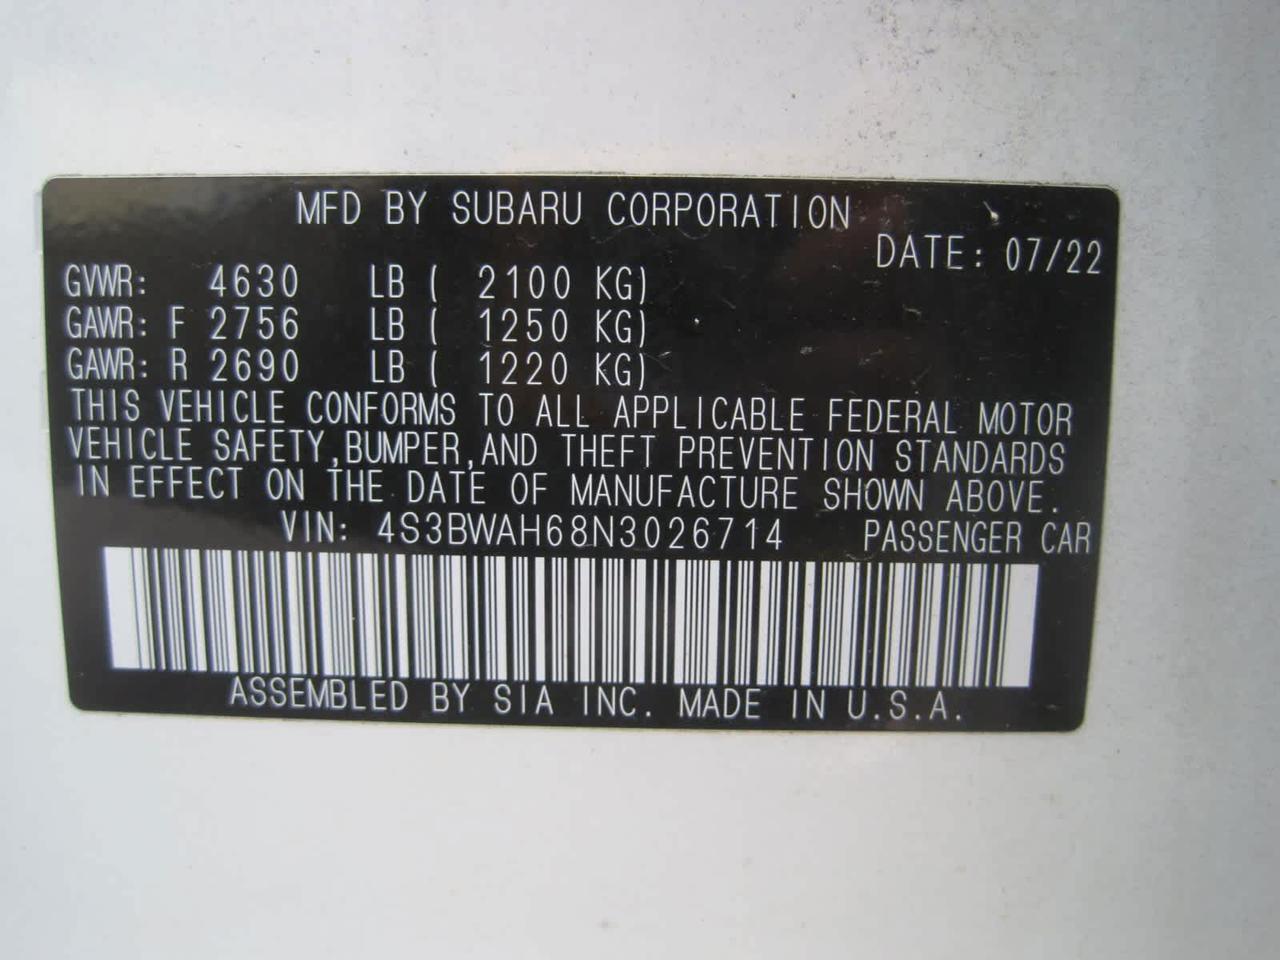 MFD BY SUBARU CORPORATION
DATE: 07/22
GVWR: 4630 LB ( 2100 KG)
GAWR: F 2756 LB ( 1250 KG)
GAWR: R 2690 LB ( 1220 KG)
THIS VEHICLE CONFORMS TO ALL APPLICABLE FEDERAL MOTOR
VEHICLE SAFETY,BUMPER,AND THEFT PREVENTION STANDARDS
IN EFFECT ON THE DATE OF MANUFACTURE SHOWN ABOVE.
VIN: 4S3BWAH68N3026714 PASSENGER CAR
ASSEMBLED BY SIA INC. MADE IN U.S.A.